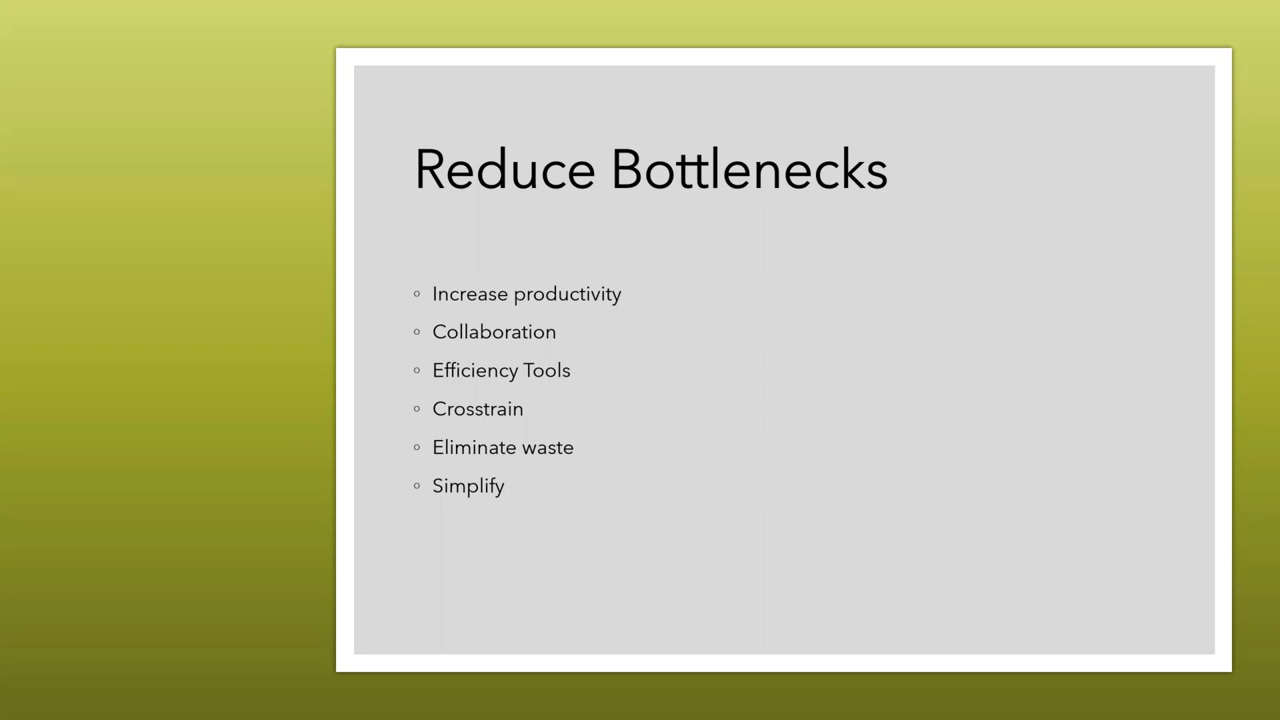 Reduce Bottlenecks
◦ Increase productivity
◦ Collaboration
◦ Efficiency Tools
◦ Crosstrain
◦ Eliminate waste
◦ Simplify